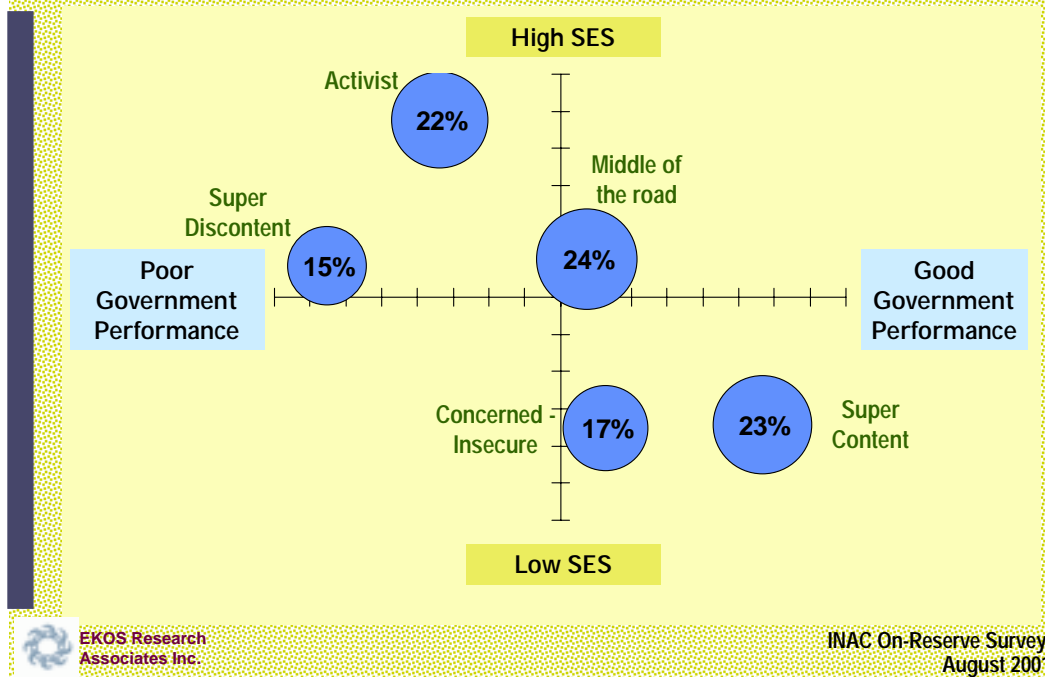 High SES
Activist
22%
Middle of
the road
Super
Discontent
24%
15%
Poor
Government
Performance
Good
Government
Performance
Concerned -
Insecure
17%
23%
Super
Content
Low SES
EKOS Research
Associates Inc.
INAC On-Reserve Survey
August